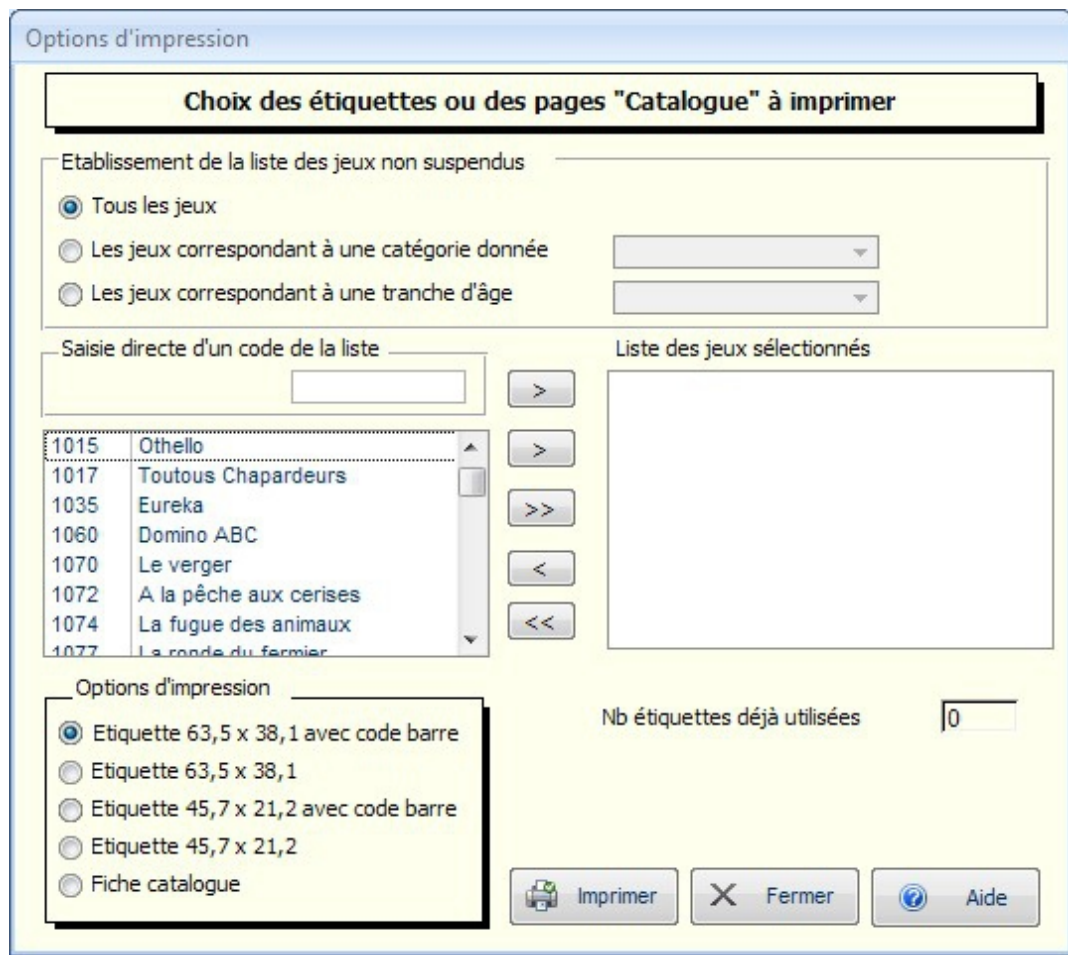 Options d'impression
Choix des étiquettes ou des pages "Catalogue" à imprimer
Etablissement de la liste des jeux non suspendus
Tous les jeux
Les jeux correspondant à une catégorie donnée
Les jeux correspondant à une tranche d'âge
Saisie directe d'un code de la liste
Liste des jeux sélectionnés
>
1015 Othello
>
1017 Toutous Chapardeurs
1035 Eureka
>>
1060 Domino ABC
1070 Le verger
<
1072 A la pêche aux cerises
1074 La fugue des animaux
<<
1077 La ronde du fermier
Options d'impression
Nb étiquettes déjà utilisées 0
Etiquette 63,5 x 38,1 avec code barre
Etiquette 63,5 x 38,1
Etiquette 45,7 x 21,2 avec code barre
Etiquette 45,7 x 21,2
Fiche catalogue
Imprimer
Fermer
Aide